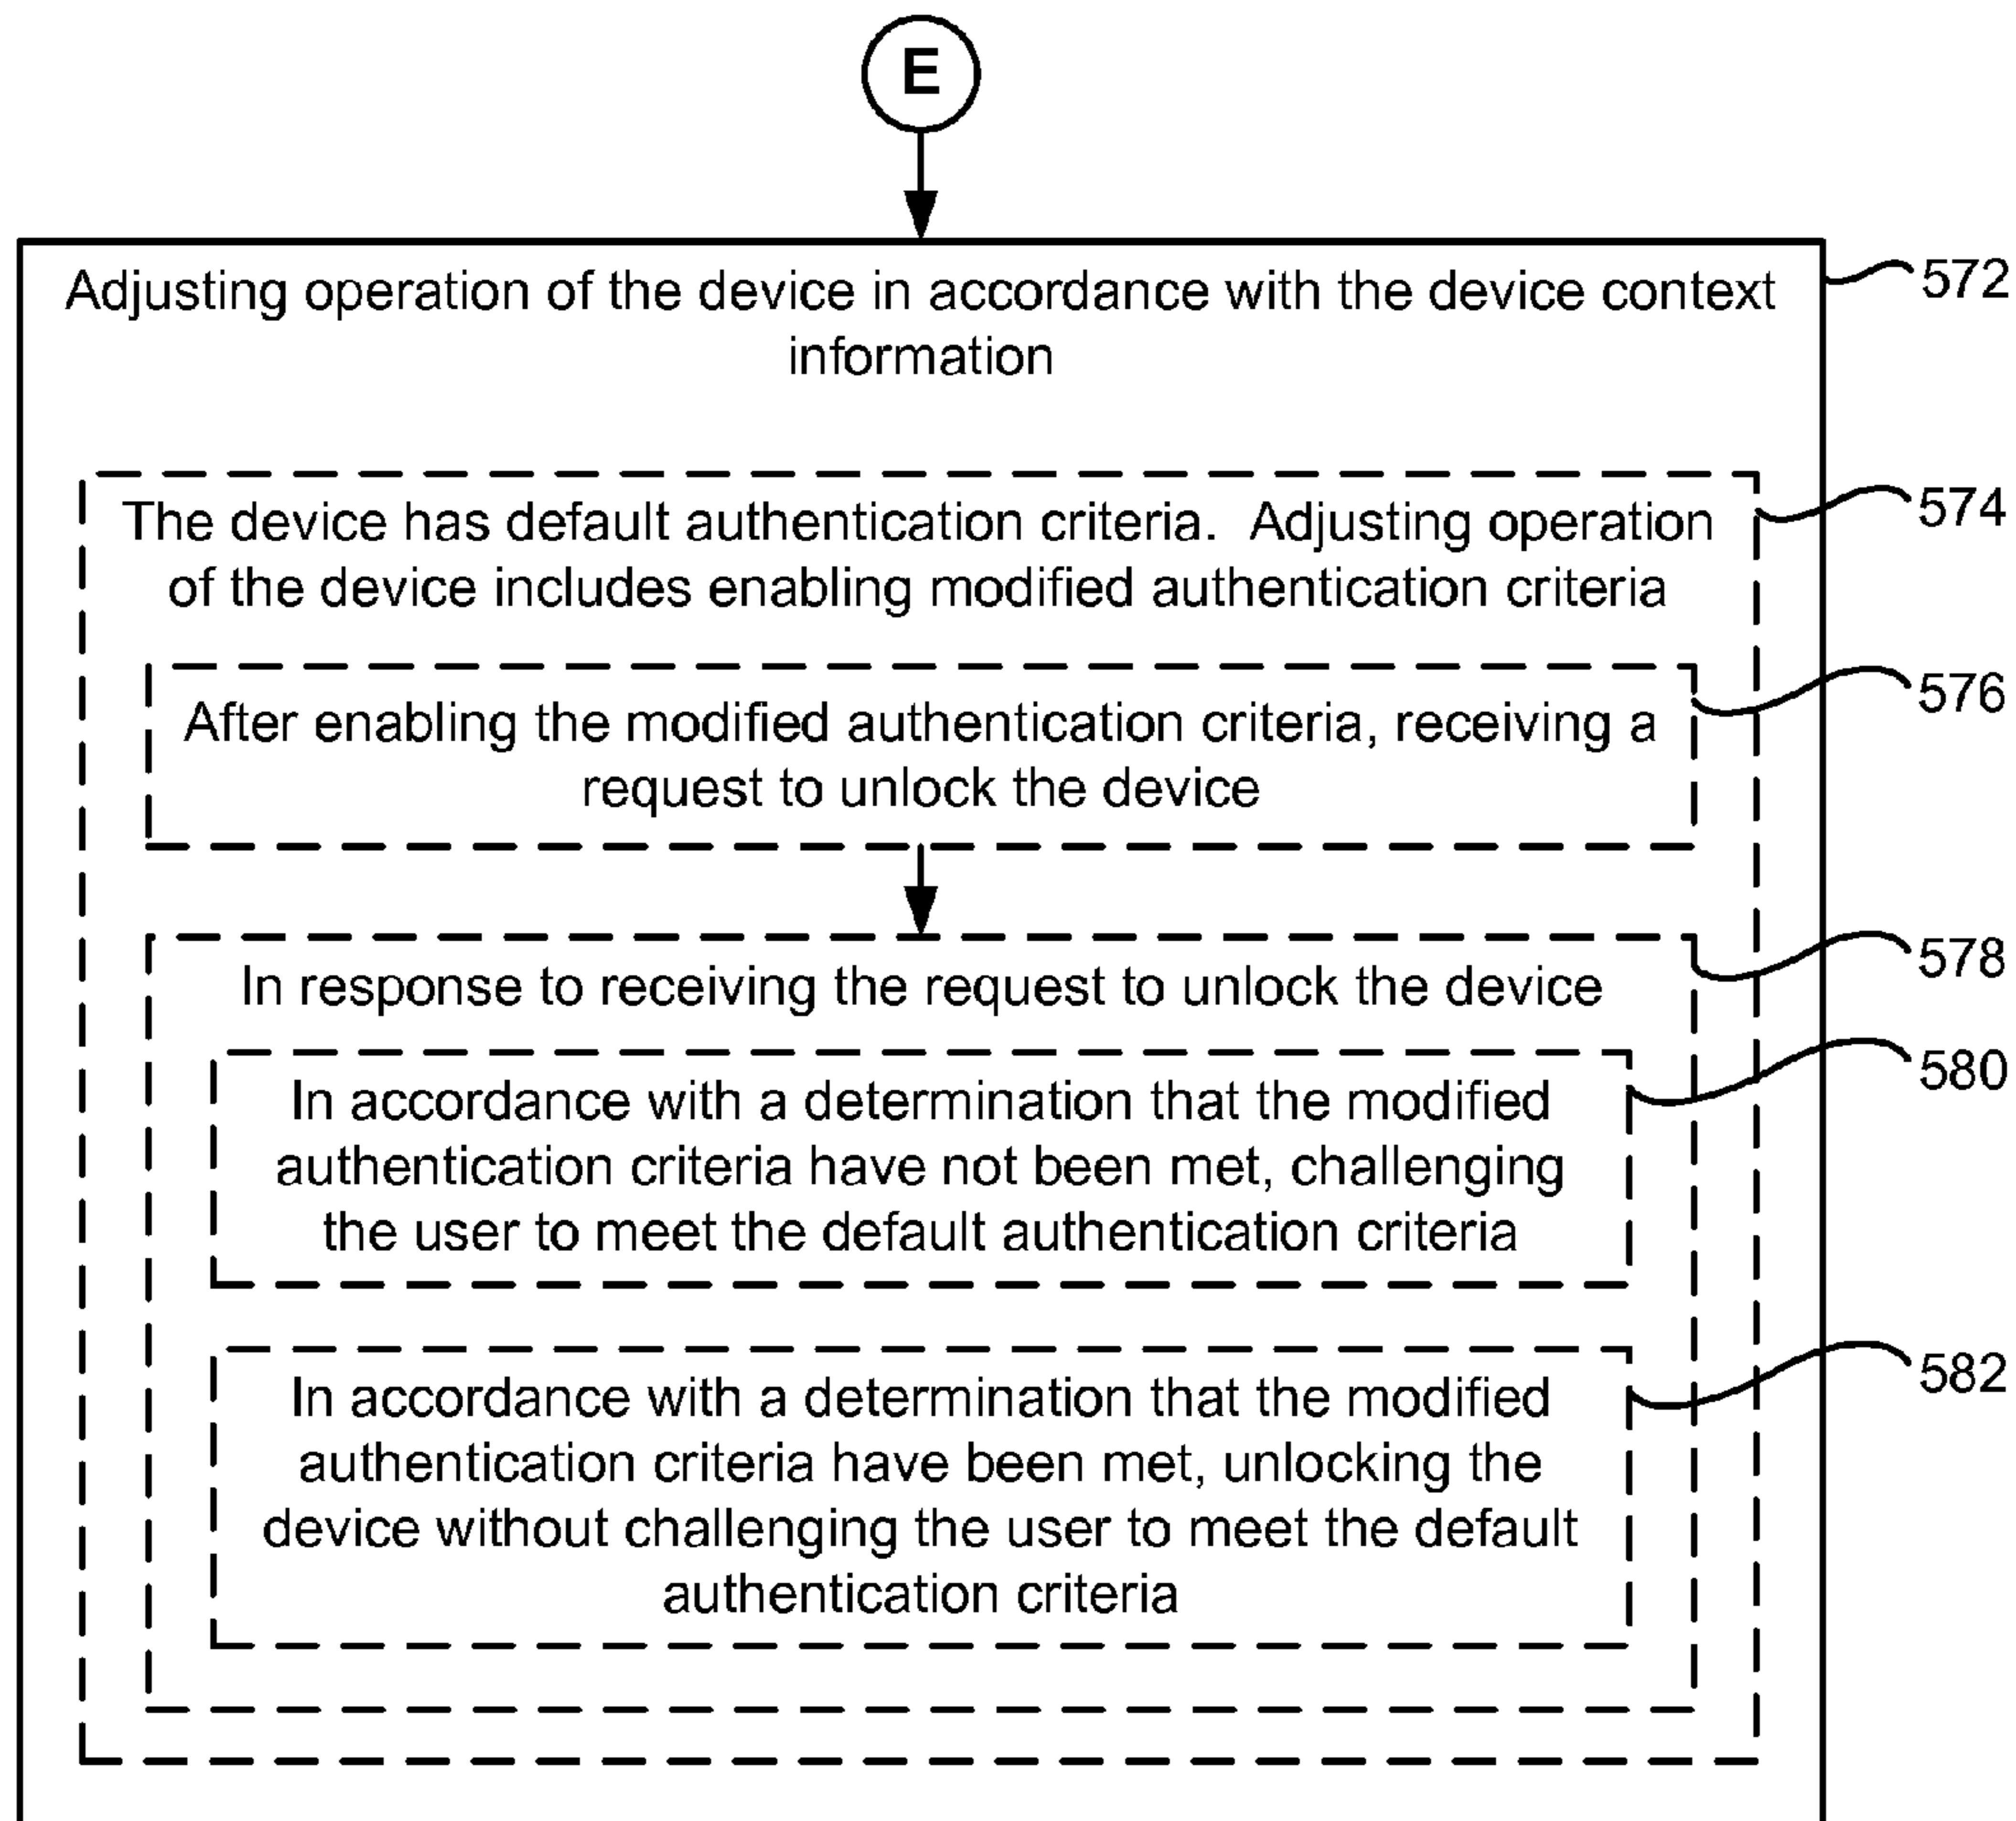 E
Adjusting operation of the device in accordance with the device context
information
572
The device has default authentication criteria.  Adjusting operation
of the device includes enabling modified authentication criteria
574
After enabling the modified authentication criteria, receiving a
request to unlock the device
576
In response to receiving the request to unlock the device
578
In accordance with a determination that the modified
authentication criteria have not been met, challenging
the user to meet the default authentication criteria
580
In accordance with a determination that the modified
authentication criteria have been met, unlocking the
device without challenging the user to meet the default
authentication criteria
582